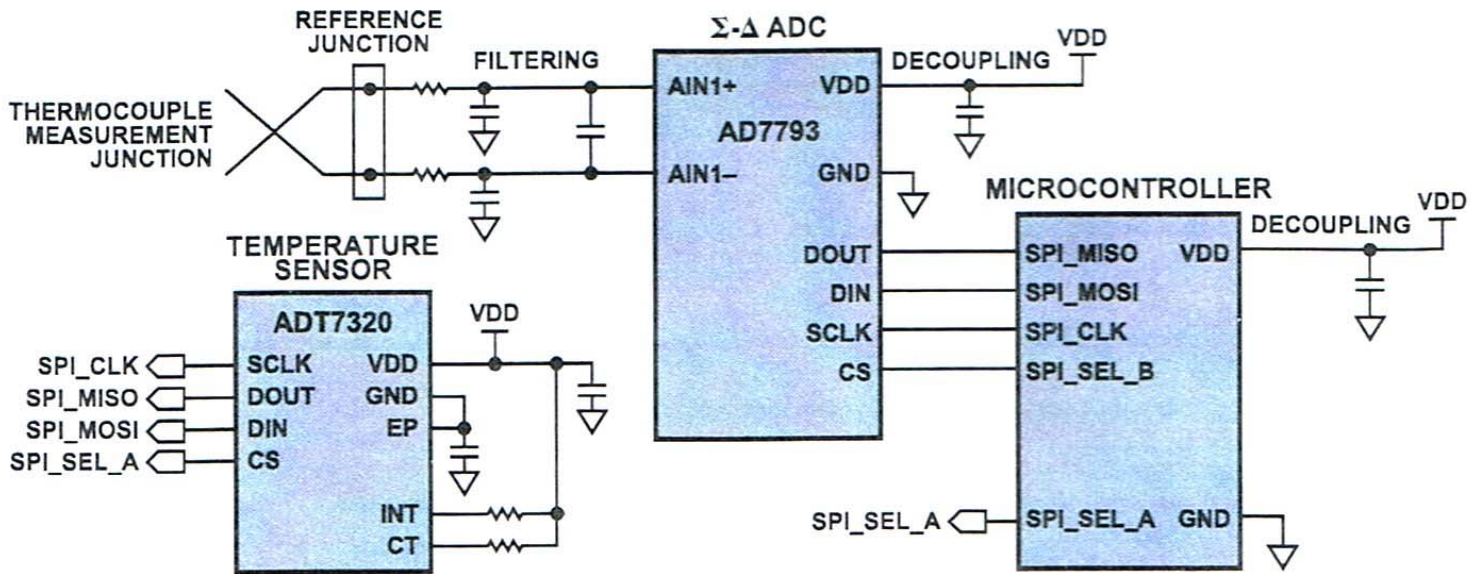 REFERENCE
JUNCTION
FILTERING
THERMOCOUPLE
MEASUREMENT
JUNCTION
Σ-Δ ADC
AIN1+
VDD
AD7793
AIN1–
GND
DOUT
DIN
SCLK
CS
DECOUPLING
VDD
MICROCONTROLLER
SPI_MISO
VDD
SPI_MOSI
SPI_CLK
SPI_SEL_B
SPI_SEL_A
SPI_SEL_A
GND
DECOUPLING
VDD
TEMPERATURE
SENSOR
ADT7320
VDD
SPI_CLK
SCLK
VDD
SPI_MISO
DOUT
GND
SPI_MOSI
DIN
EP
SPI_SEL_A
CS
INT
CT